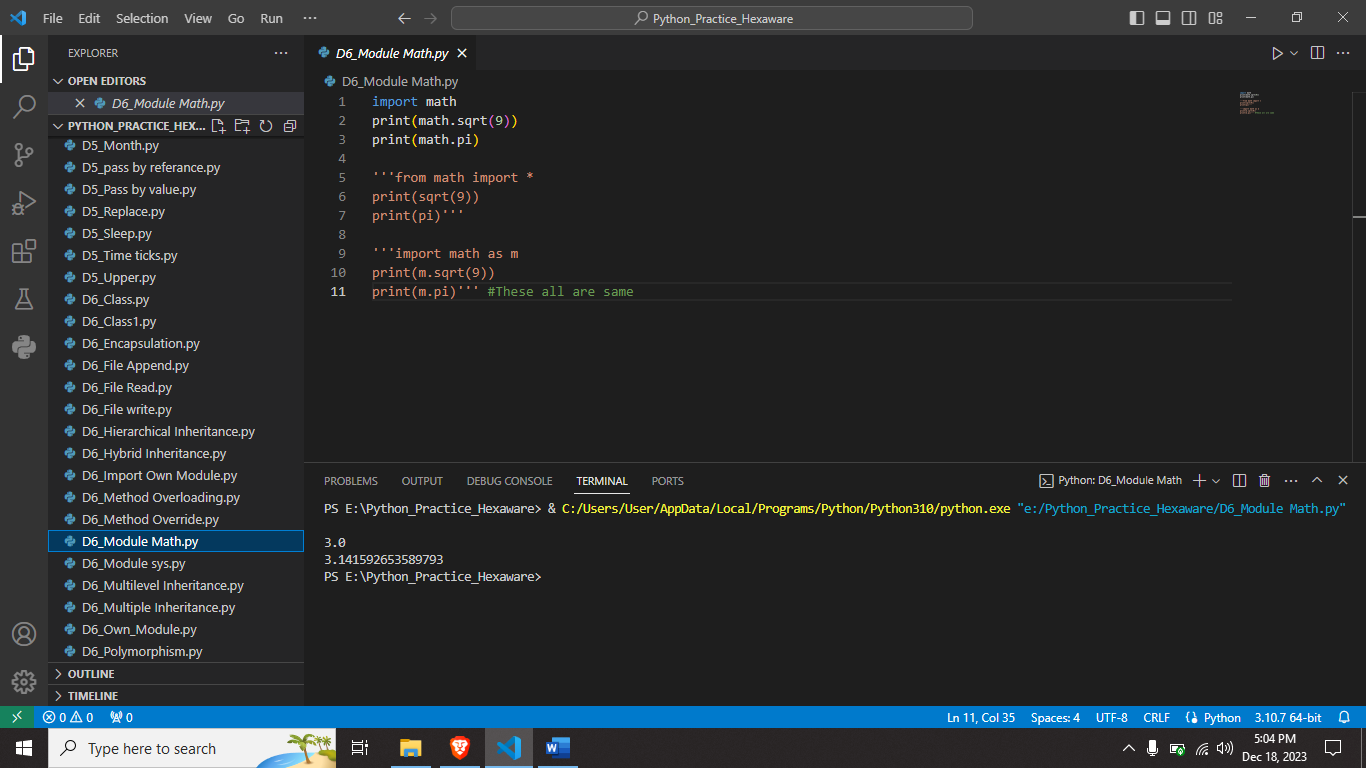 File Edit Selection View Go Run ···
Python_Practice_Hexaware
EXPLORER
OPEN EDITORS
D6_Module Math.py
PYTHON_PRACTICE_HEX...
D5_Month.py
D5_pass by referance.py
D5_Pass by value.py
D5_Replace.py
D5_Sleep.py
D5_Time ticks.py
D5_Upper.py
D6_Class.py
D6_Class1.py
D6_Encapsulation.py
D6_File Append.py
D6_File Read.py
D6_File write.py
D6_Hierarchical Inheritance.py
D6_Hybrid Inheritance.py
D6_Import Own Module.py
D6_Method Overloading.py
D6_Method Override.py
D6_Module Math.py
D6_Module sys.py
D6_Multilevel Inheritance.py
D6_Multiple Inheritance.py
D6_Own_Module.py
D6_Polymorphism.py
OUTLINE
TIMELINE
D6_Module Math.py
D6_Module Math.py
1 import math
2 print(math.sqrt(9))
3 print(math.pi)
4
5 '''from math import *
6 print(sqrt(9))
7 print(pi)'''
8
9 '''import math as m
10 print(m.sqrt(9))
11 print(m.pi)''' #These all are same
PROBLEMS OUTPUT DEBUG CONSOLE TERMINAL PORTS
Python: D6_Module Math
PS E:\Python_Practice_Hexaware> & C:/Users/User/AppData/Local/Programs/Python/Python310/python.exe "e:/Python_Practice_Hexaware/D6_Module Math.py"
3.0
3.141592653589793
PS E:\Python_Practice_Hexaware>
0 0 0
Ln 11, Col 35 Spaces: 4 UTF-8 CRLF Python 3.10.7 64-bit
Type here to search
5:04 PM
Dec 18, 2023